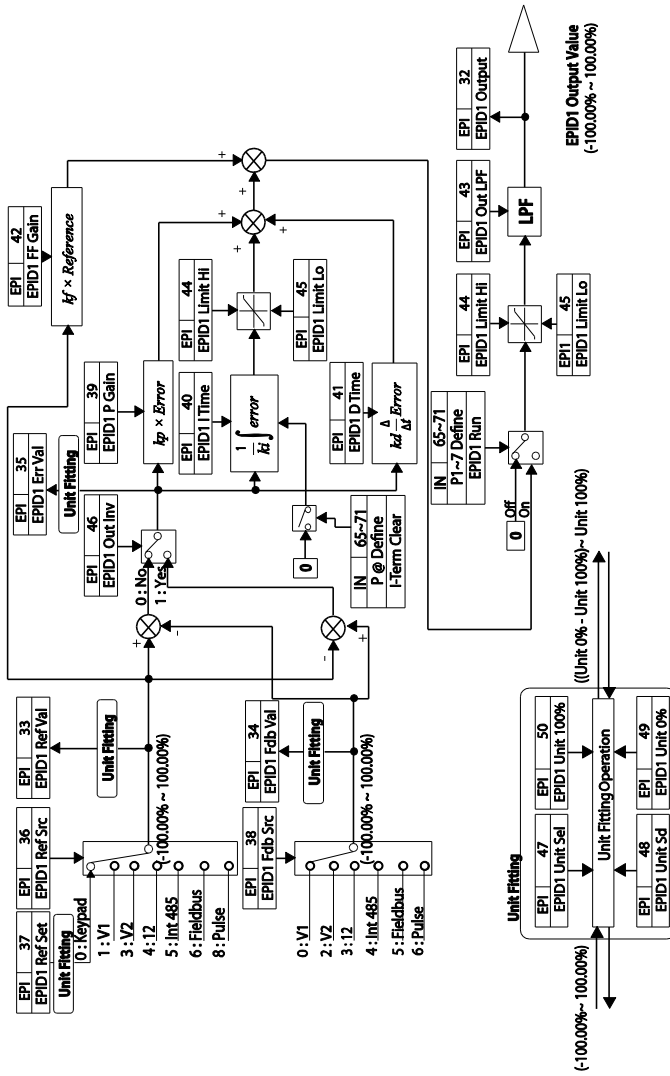 EPI 37
EPID1 Ref Set
Unit Fitting
EPI 36
EPID1 Ref Src
EPI 33
EPID1 Ref Val
Unit Fitting
0 : Keypad
1 : V1
3 : V2
4 : I2
5 : Int 485
6 : Fieldbus
8 : Pulse
(-100.00% ~ 100.00%)
EPI 38
EPID1 Fdb Src
EPI 34
EPID1 Fdb Val
Unit Fitting
0 : V1
2 : V2
3 : I2
4 : Int 485
5 : Fieldbus
6 : Pulse
(-100.00% ~ 100.00%)
+
-
-
+
EPI 46
EPID1 Out Inv
0 : No
1 : Yes
EPI 35
EPID1 Err Val
Unit Fitting
EPI 42
EPID1 FF Gain
kf × Reference
EPI 39
EPID1 P Gain
kp × Error
EPI 40
EPID1 I Time
1/ki ∫ error
EPI 44
EPID1 Limit Hi
EPI 45
EPID1 Limit Lo
EPI 41
EPID1 D Time
kd Δ/Δt Error
0
IN 65~71
P @ Define
I-Term Clear
+
+
+
+
+
IN 65~71
P1~7 Define
EPID1 Run
0
Off
On
EPI 44
EPID1 Limit Hi
EPI1 45
EPID1 Limit Lo
EPI 43
EPID1 Out LPF
LPF
EPI 32
EPID1 Output
EPID1 Output Value
(-100.00% ~ 100.00%)
Unit Fitting
(-100.00%~ 100.00%)
EPI 47
EPID1 Unit Sel
EPI 50
EPID1 Unit 100%
Unit Fitting Operation
EPI 48
EPID1 Unit Sd
EPI 49
EPID1 Unit 0%
((Unit 0% - Unit 100%)~ Unit 100%)